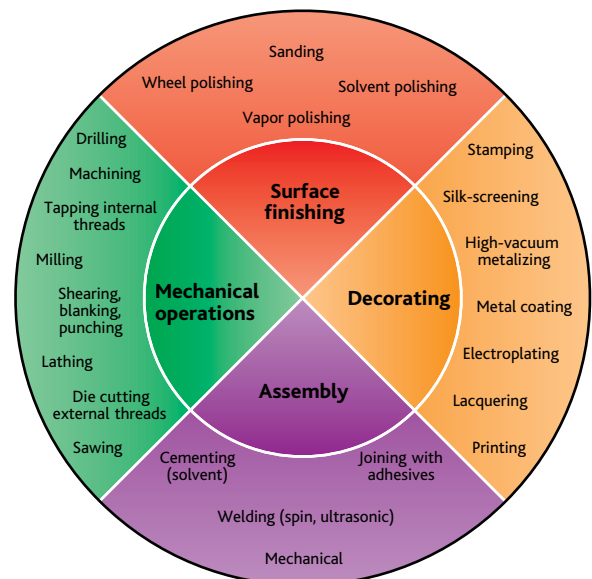 Sanding
Wheel polishing
Solvent polishing
Vapor polishing
Surface
finishing
Drilling
Machining
Tapping internal
threads
Milling
Shearing,
blanking,
punching
Lathing
Die cutting
external threads
Sawing
Mechanical
operations
Decorating
Stamping
Silk-screening
High-vacuum
metalizing
Metal coating
Electroplating
Lacquering
Printing
Assembly
Cementing
(solvent)
Joining with
adhesives
Welding (spin, ultrasonic)
Mechanical